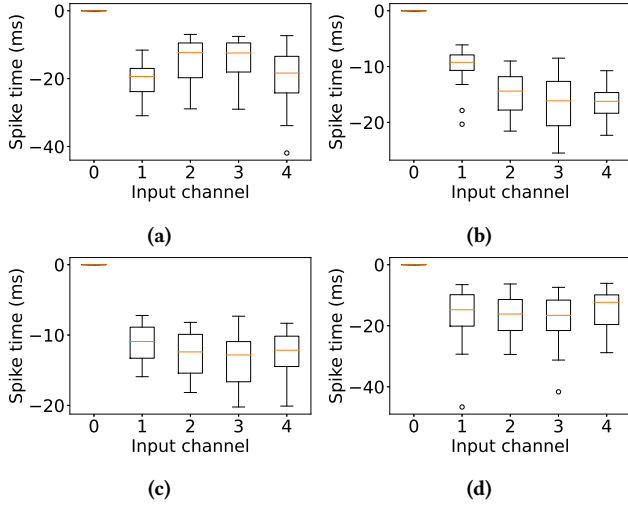 0
−20
−40
Spike time (ms)
0 1 2 3 4
Input channel
(a)
0
−10
−20
Spike time (ms)
0 1 2 3 4
Input channel
(b)
0
−10
−20
Spike time (ms)
0 1 2 3 4
Input channel
(c)
0
−20
−40
Spike time (ms)
0 1 2 3 4
Input channel
(d)